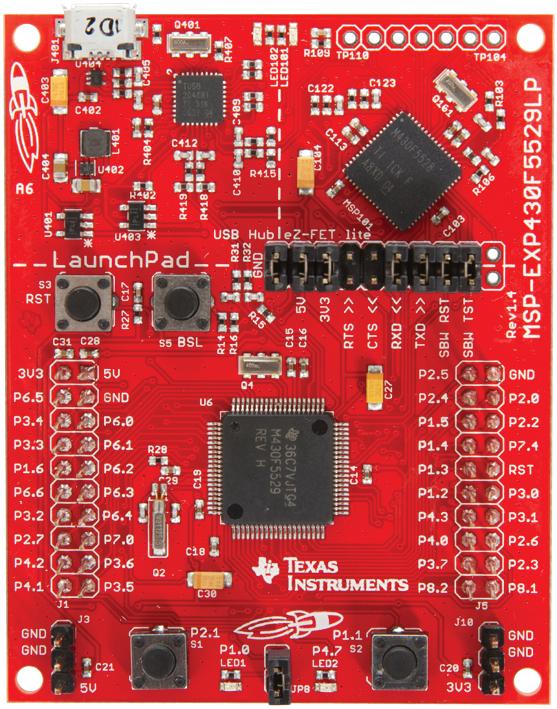 J401
1D2
U404
C405
C403
C402
Q401
R407
LED102
LED101
R109
TP110
TP104
C122
C123
Q101
R103
R106
C113
C104
MSP101
C103
M430F5528
TUSB
C409
C412
R404
L401
U402
C404
A6
R402
U401
U403
R419
R418
C410
R415
USB Hub
eZ-FET lite
LaunchPad
R31
R32
GND
5V
3V3
RTS >>
CTS <<
RXD <<
TXD >>
SBW RST
SBW TST
Rev1.4
MSP-EXP430F5529LP
S3
RST
C17
R27
S5 BSL
R14
R16
R15
C31 C28
Q4
C15
C16
C27
3V3 5V
P6.5 GND
P3.4 P6.0
P3.3 P6.1
P1.6 P6.2
P6.6 P6.3
P3.2 P6.4
P2.7 P7.0
P4.2 P3.6
P4.1 P3.5
J1
U6
36C7VJTG4
M430F5529
REV H
R28
C29
C19
C14
C18
Q2
C30
P2.5 GND
P2.4 P2.0
P1.5 P2.2
P1.4 P7.4
P1.3 RST
P1.2 P3.0
P4.3 P3.1
P4.0 P2.6
P3.7 P2.3
P8.2 P8.1
J5
TEXAS
INSTRUMENTS
J3
GND
GND
5V
C21
P2.1
S1
P1.0
LED1
JP8
P4.7
LED2
P1.1
S2
J10
GND
GND
3V3
C20